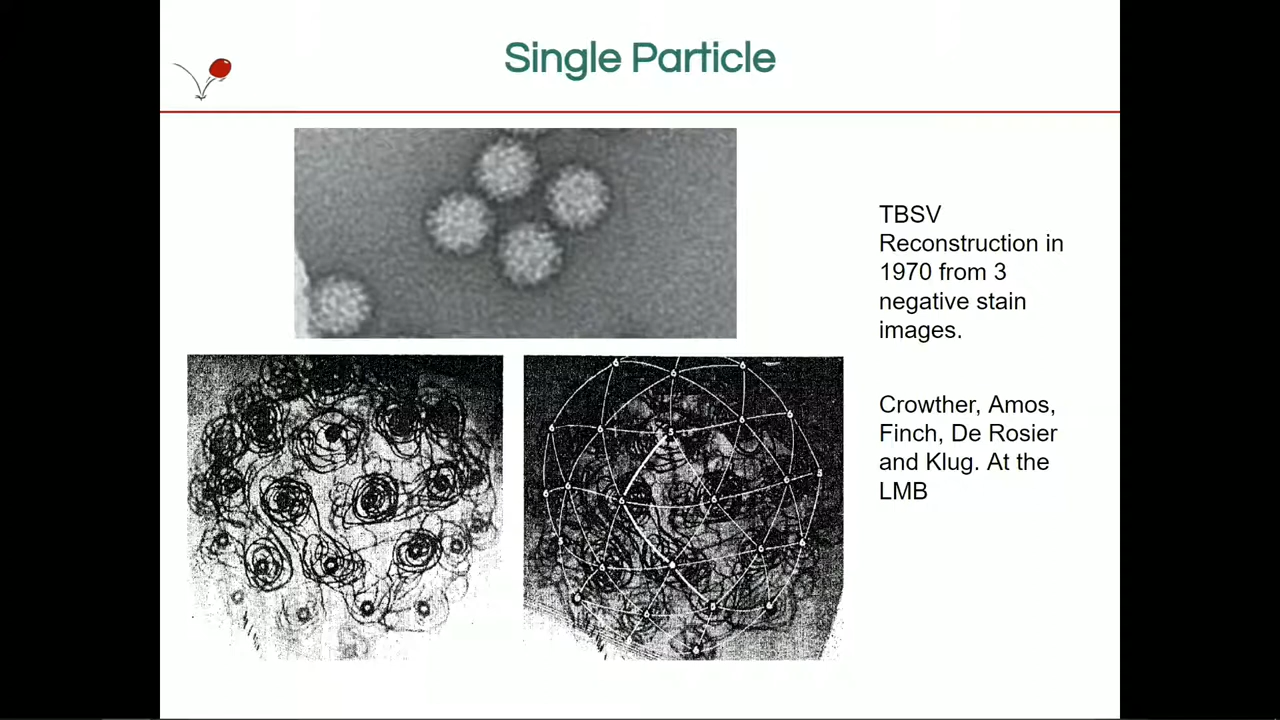 Single Particle
TBSV
Reconstruction in
1970 from 3
negative stain
images.
Crowther, Amos,
Finch, De Rosier
and Klug. At the
LMB